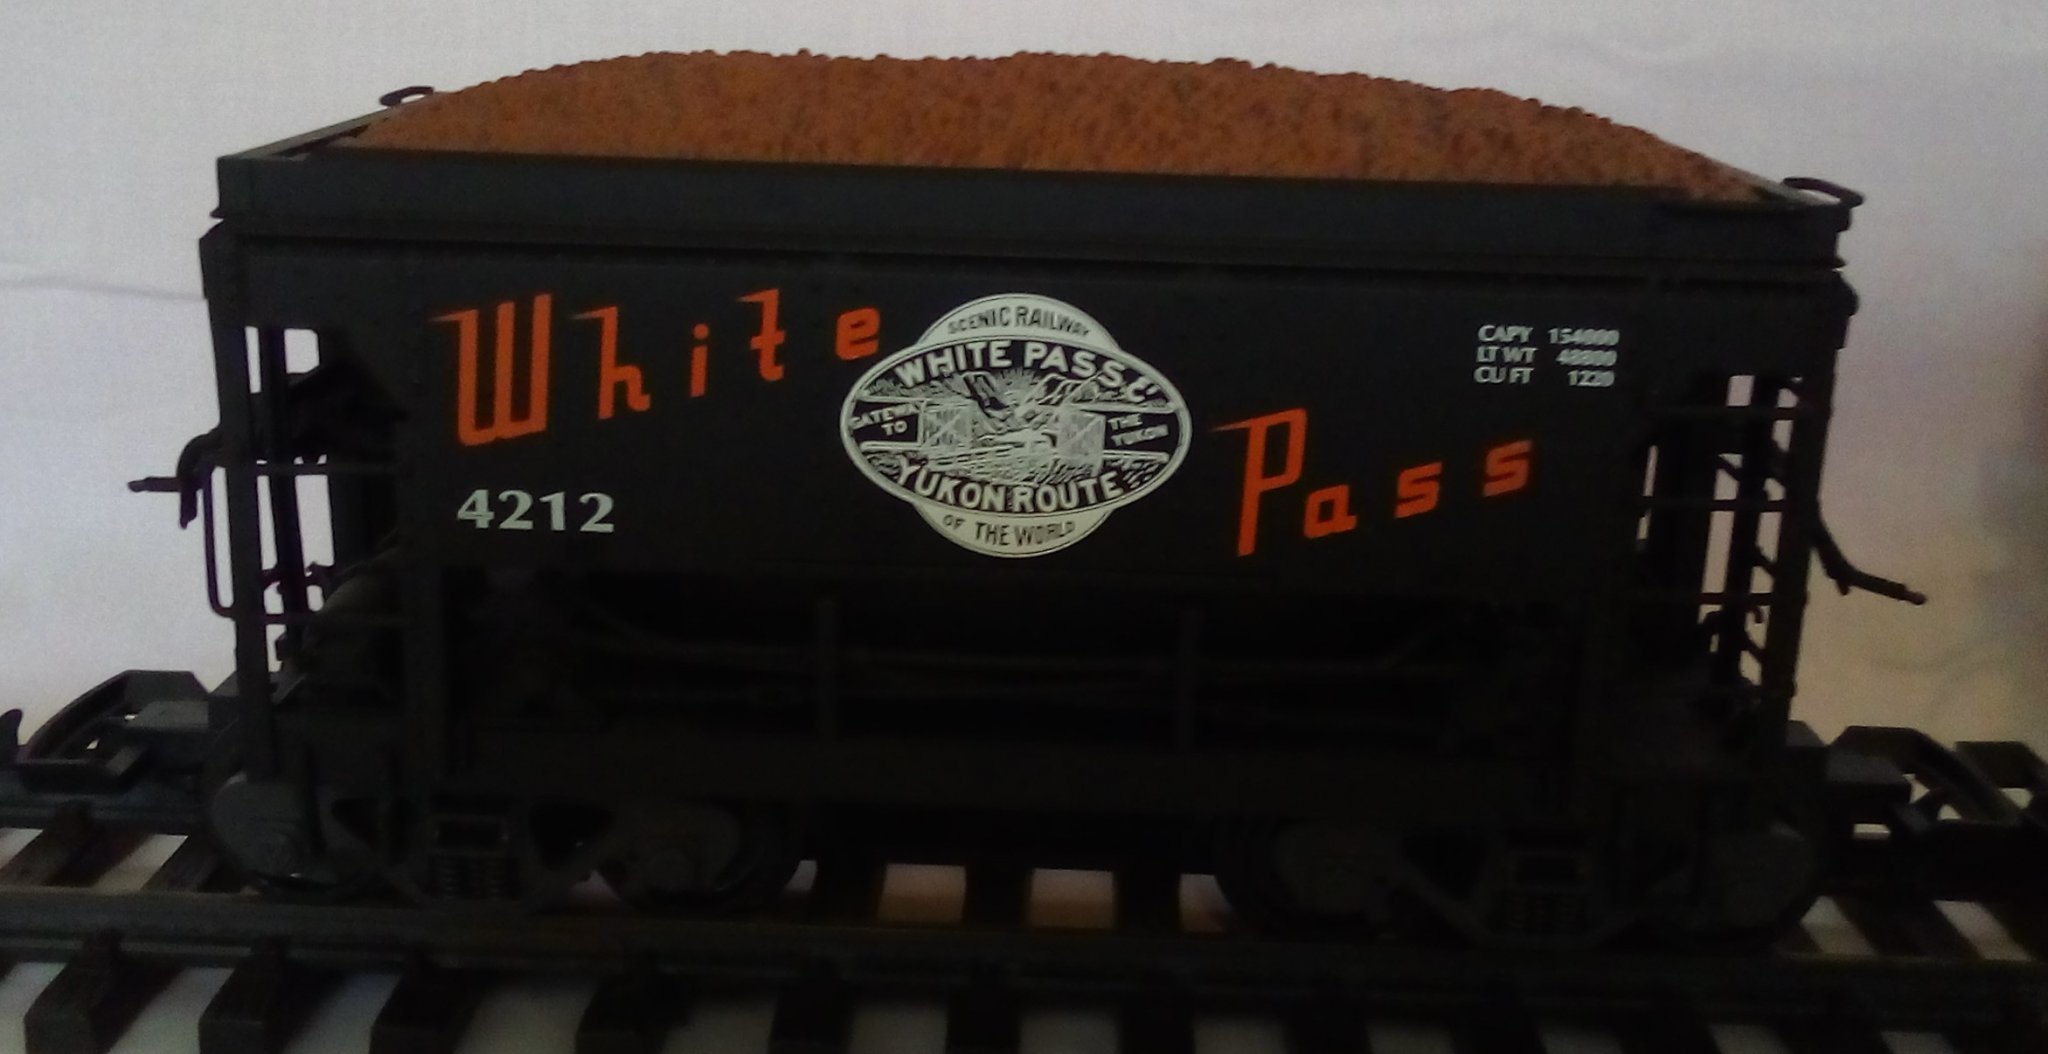 White
Pass
4212
SCENIC RAILWAY
WHITE PASS &
GATEWAY
TO
THE
YUKON
YUKON ROUTE
OF THE WORLD
CAPY 154000
LT WT 48800
CU FT 1220